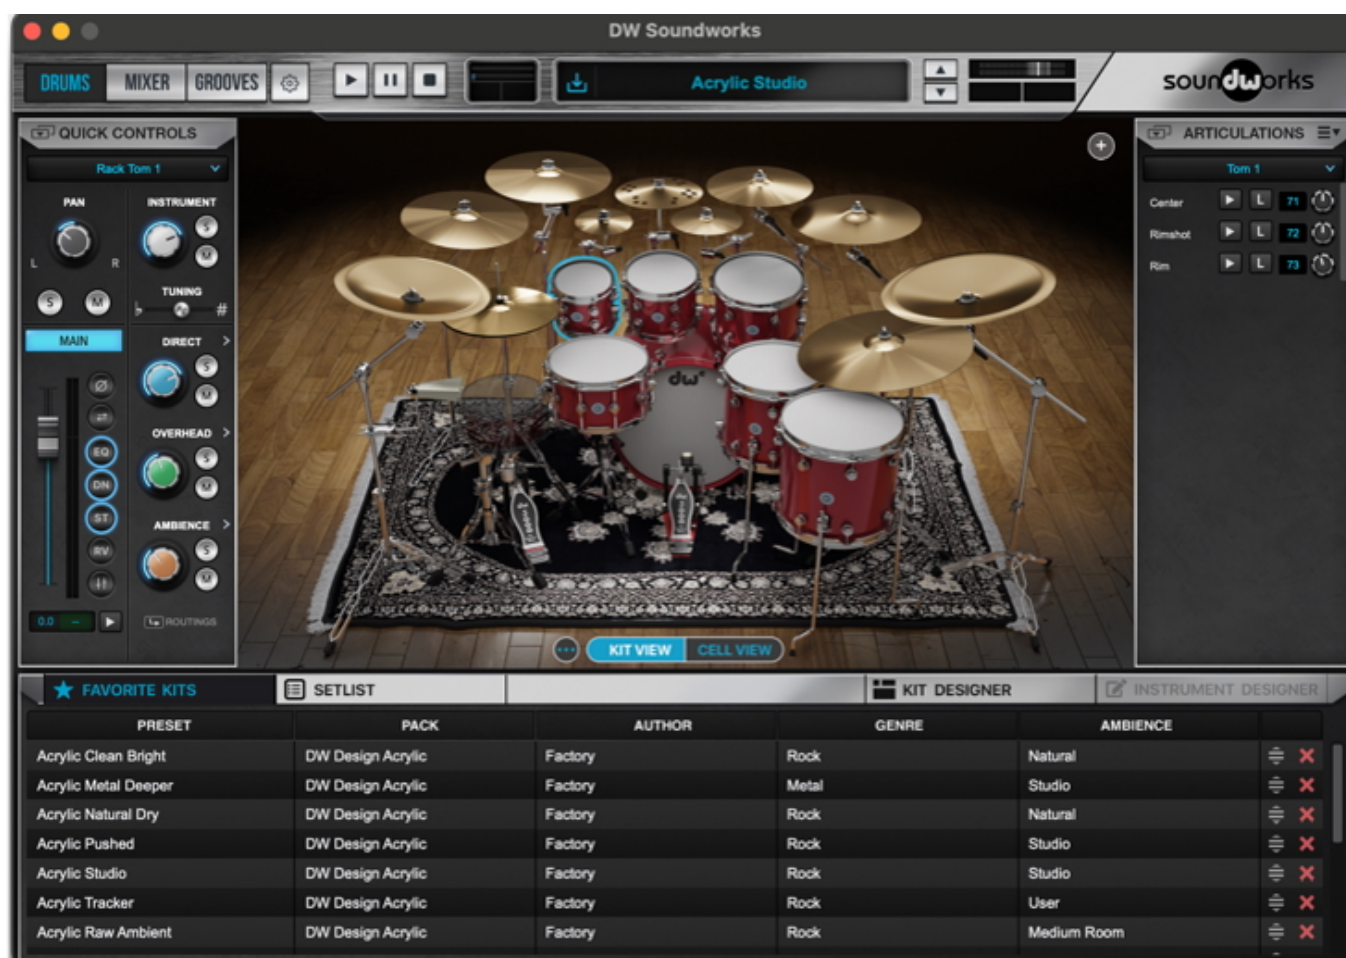 DW Soundworks
DRUMS MIXER GROOVES
Acrylic Studio
soundworks
QUICK CONTROLS
Rack Tom 1
PAN
L R
S M
INSTRUMENT
S
M
TUNING
♭ #
MAIN
DIRECT >
S
M
EQ
DN
ST
RV
OVERHEAD >
S
M
AMBIENCE >
S
M
0.0 --
ROUTINGS
dw
ARTICULATIONS
Tom 1
Center L 71
Rimshot L 72
Rim L 73
KIT VIEW CELL VIEW
FAVORITE KITS SETLIST KIT DESIGNER INSTRUMENT DESIGNER
PRESET PACK AUTHOR GENRE AMBIENCE
Acrylic Clean Bright DW Design Acrylic Factory Rock Natural
Acrylic Metal Deeper DW Design Acrylic Factory Metal Studio
Acrylic Natural Dry DW Design Acrylic Factory Rock Natural
Acrylic Pushed DW Design Acrylic Factory Rock Studio
Acrylic Studio DW Design Acrylic Factory Rock Studio
Acrylic Tracker DW Design Acrylic Factory Rock User
Acrylic Raw Ambient DW Design Acrylic Factory Rock Medium Room